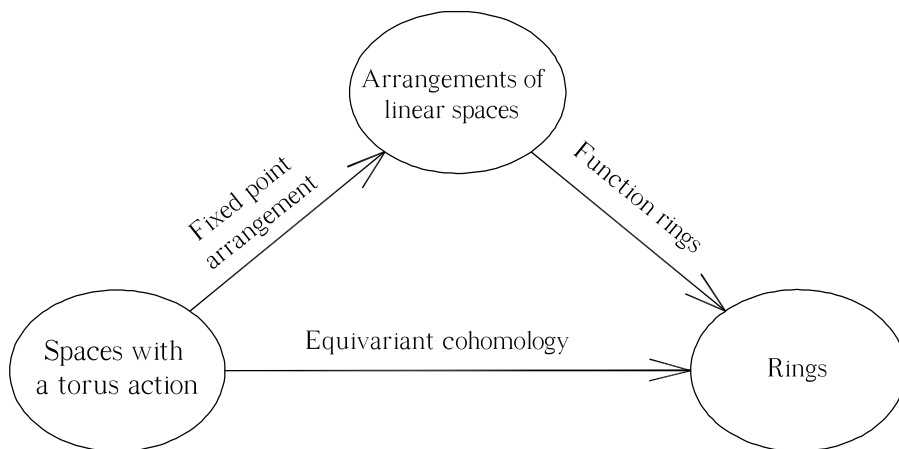 Arrangements of
linear spaces
Fixed point
arrangement
Function rings
Spaces with
a torus action
Equivariant cohomology
Rings